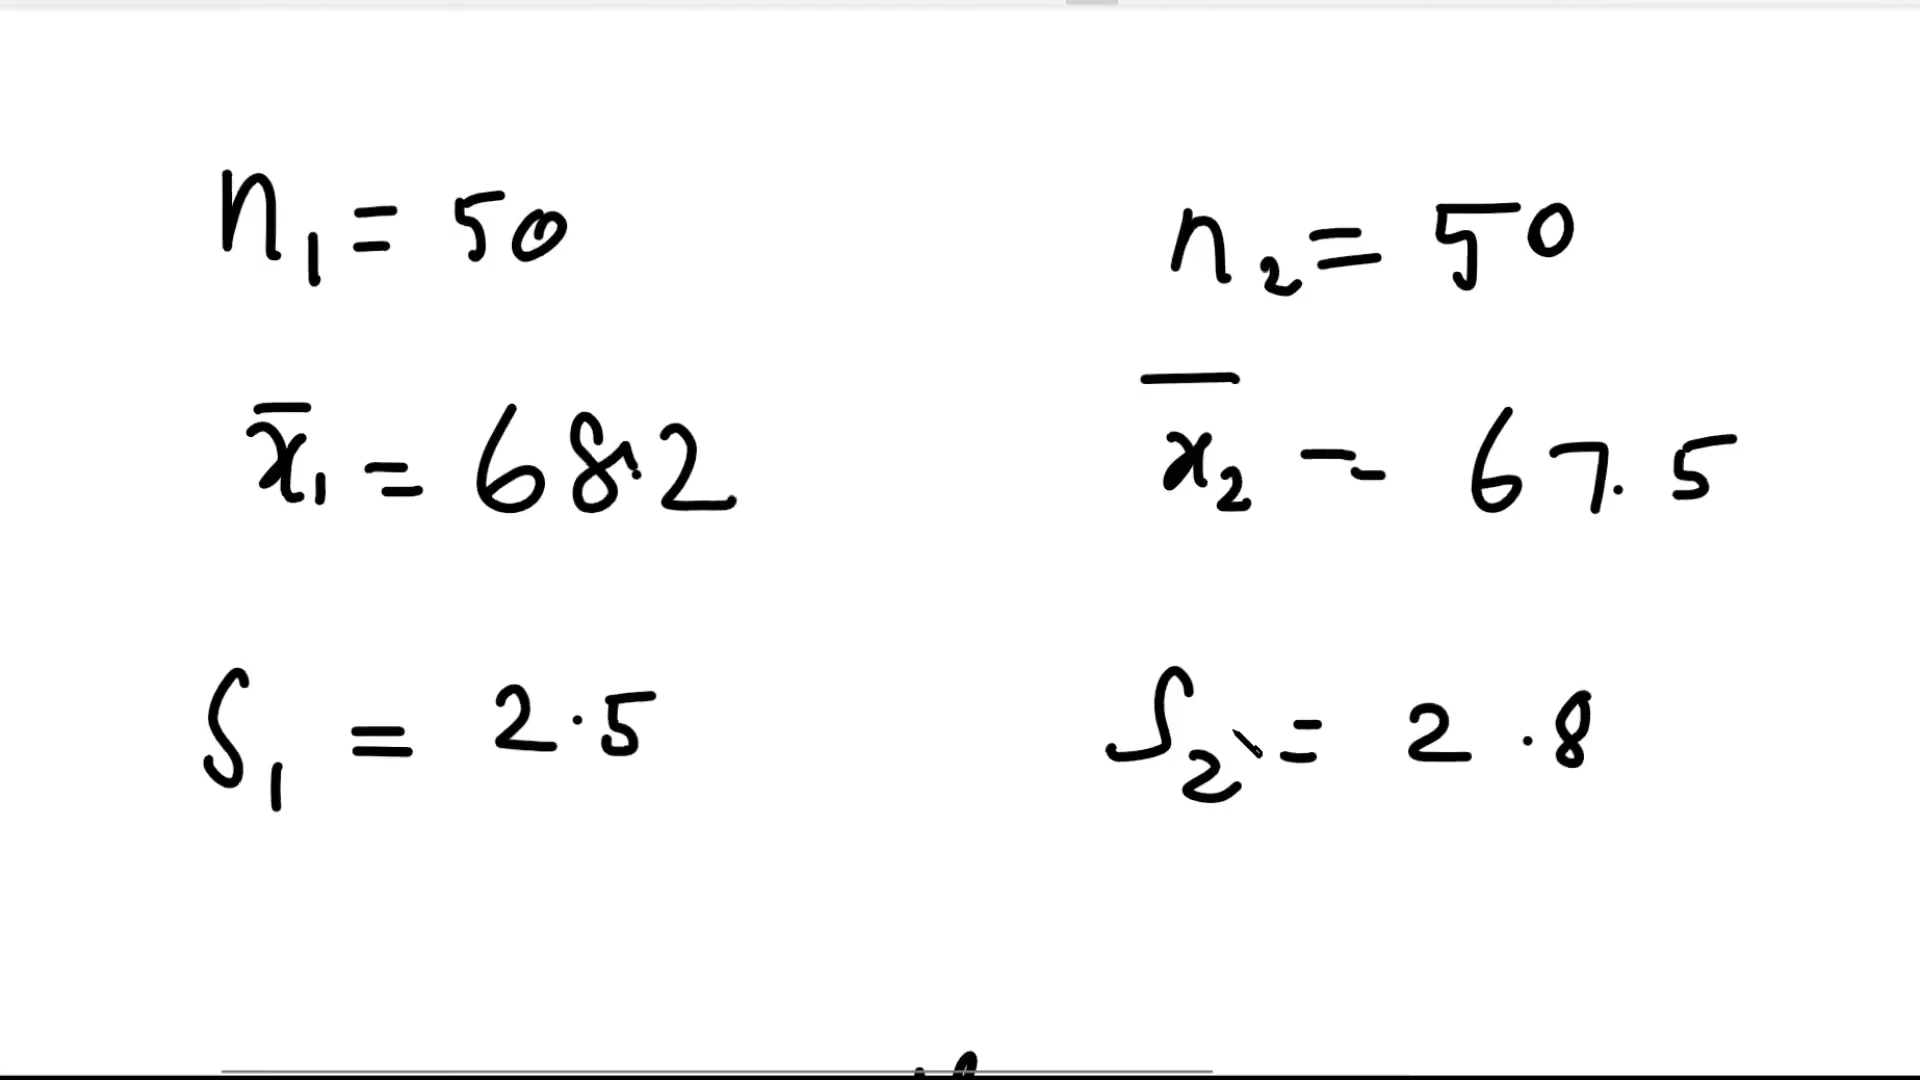 n₁ = 50
n₂ = 50
x̄₁ = 68.2
x̄₂ = 67.5
S₁ = 2.5
S₂ = 2.8